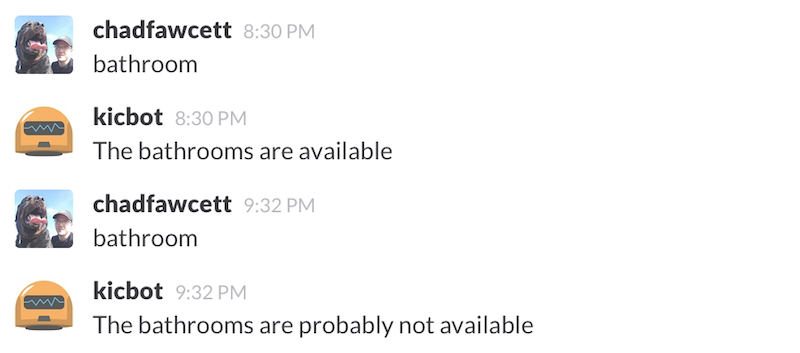 chadfawcett 8:30 PM
bathroom
kicbot 8:30 PM
The bathrooms are available
chadfawcett 9:32 PM
bathroom
kicbot 9:32 PM
The bathrooms are probably not available